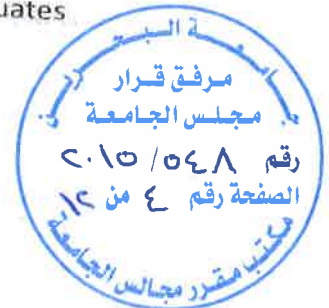 uates
جامعة البحرين
مرفق قرار
مجلس الجامعة
رقم ٢٠١٥/٥٤٨
الصفحة رقم ٤ من ١٢
مكتب مقرر مجالس الجامعة